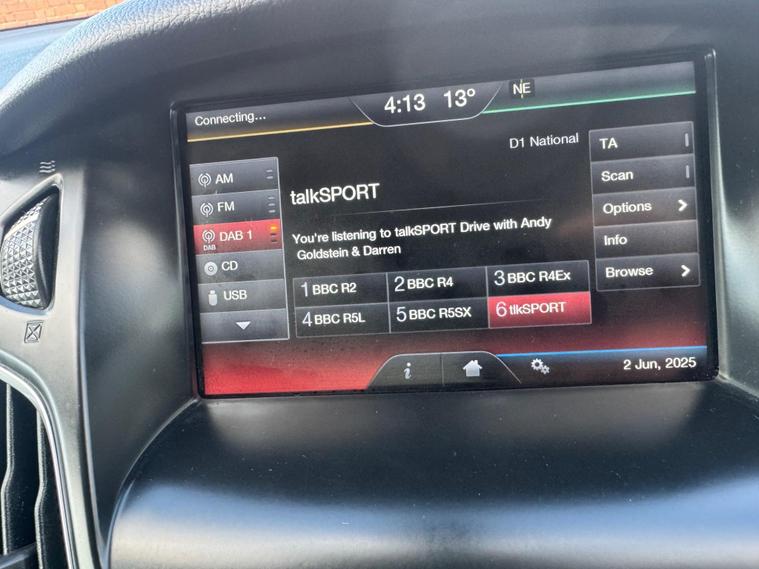 Connecting...
4:13 13°
NE
D1 National
AM
FM
DAB
DAB 1
CD
USB
talkSPORT
You're listening to talkSPORT Drive with Andy
Goldstein & Darren
1 BBC R2
2 BBC R4
3 BBC R4Ex
4 BBC R5L
5 BBC R5SX
6 tlkSPORT
TA
Scan
Options
Info
Browse
i
2 Jun, 2025